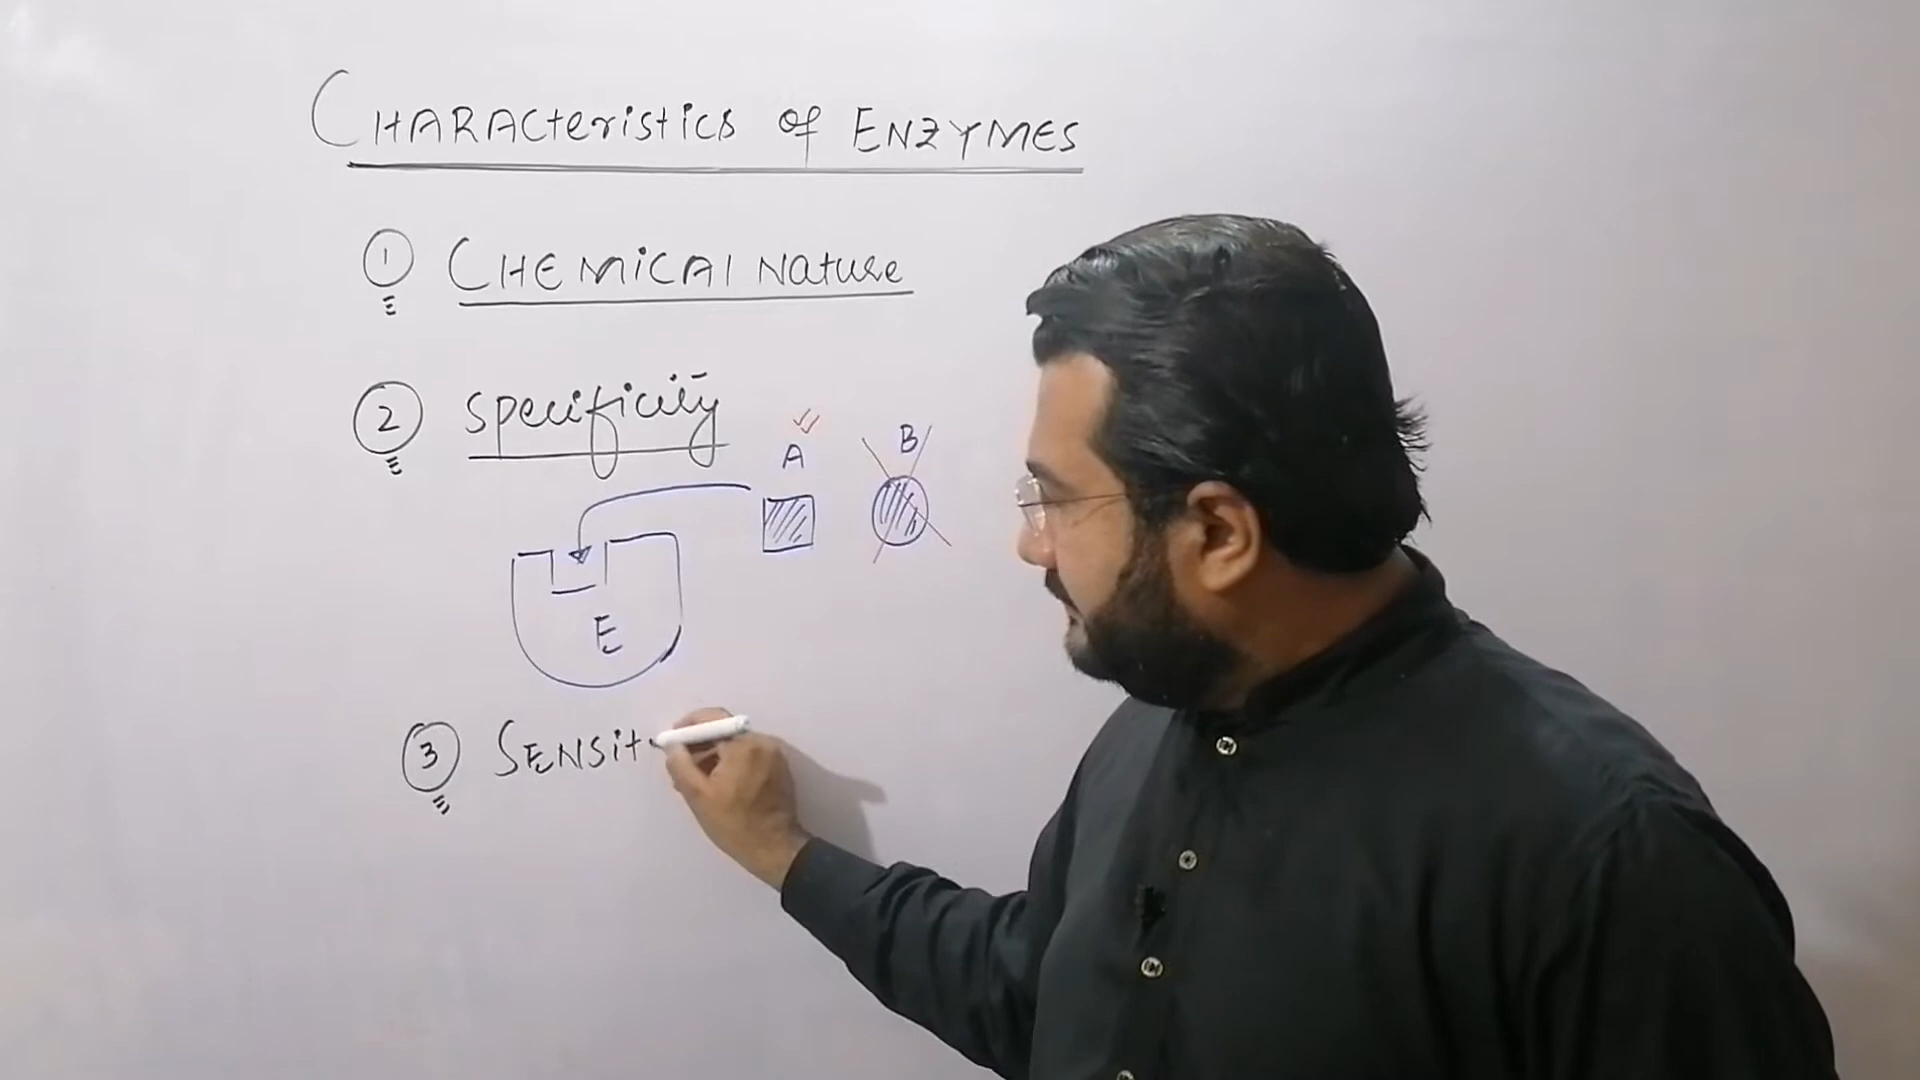 CHARACteristics of ENZYMES
1 CHEMICAl Nature
2 Specificity
A B
E
3 SENSit